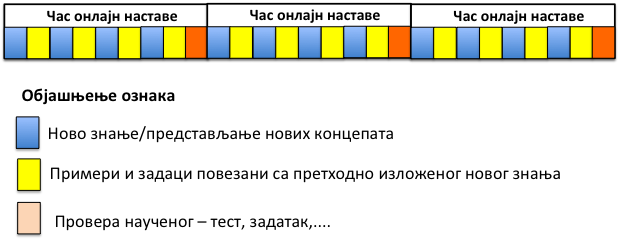 Час онлајн наставе Час онлајн наставе Час онлајн наставе
Објашњење ознака
Ново знање/представљање нових концепата
Примери и задаци повезани са претходно изложеног новог знања
Провера наученог – тест, задатак,....